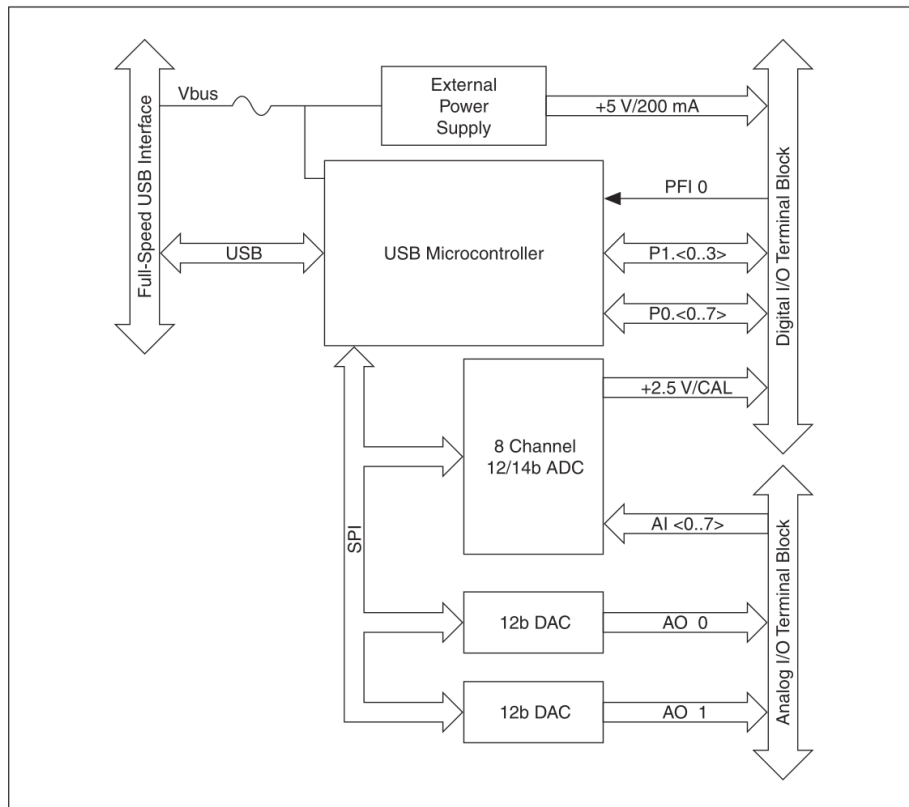 Full-Speed USB Interface
Vbus
External
Power
Supply
+5 V/200 mA
Digital I/O Terminal Block
PFI 0
USB
USB Microcontroller
P1.<0..3>
P0.<0..7>
+2.5 V/CAL
8 Channel
12/14b ADC
SPI
AI <0..7>
Analog I/O Terminal Block
12b DAC
AO 0
12b DAC
AO 1